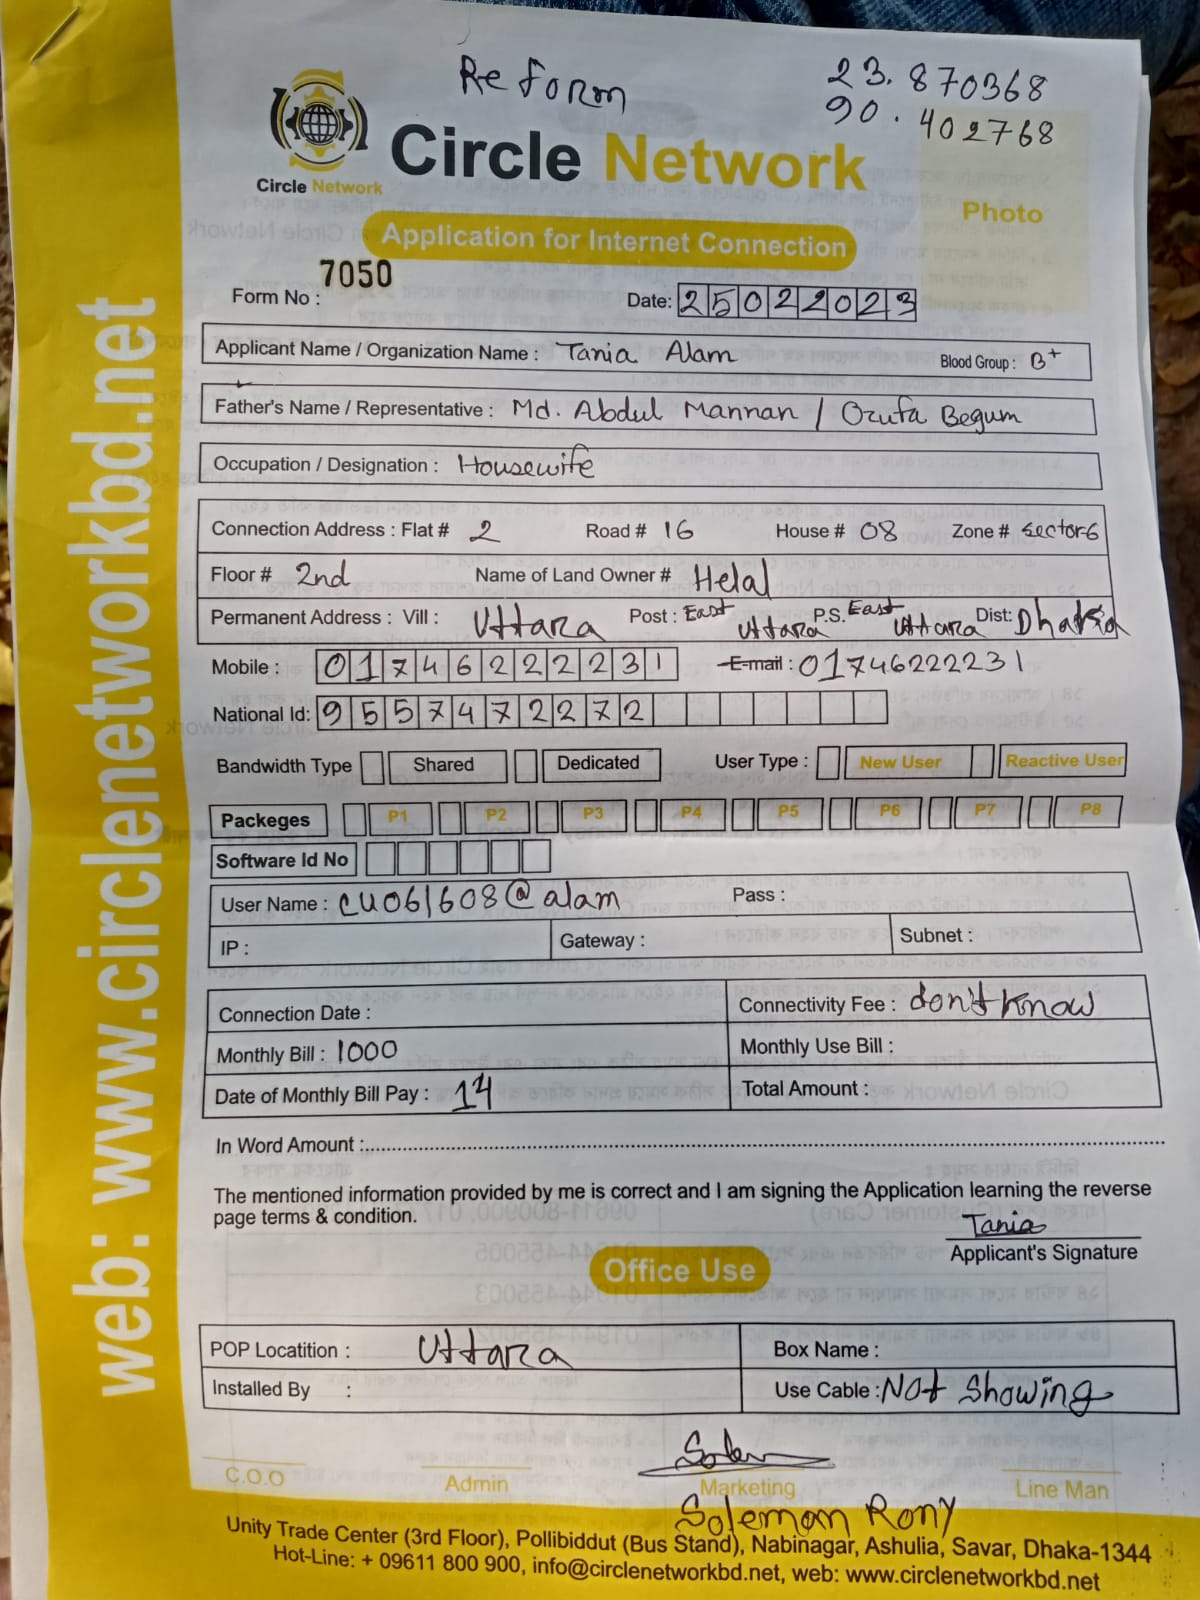 Re form
23.870368
90.402768
Circle Network
Circle Network
Photo
Application for Internet Connection
Form No : 7050
Date: 25022023
Applicant Name / Organization Name : Tania Alam Blood Group : B+
Father's Name / Representative : Md. Abdul Mannan / Ozufa Begum
Occupation / Designation : Housewife
Connection Address : Flat # 2 Road # 16 House # 08 Zone # Sector-6
Floor # 2nd Name of Land Owner # Helal
Permanent Address : Vill : Uttara Post : East Uttara P.S. East Uttara Dist: Dhaka
Mobile : 01746222231 E-mail : 01746222231
National Id: 9557472272
Bandwidth Type Shared Dedicated User Type : New User Reactive User
Packeges P1 P2 P3 P4 P5 P6 P7 P8
Software Id No
User Name : CU061608@alam Pass :
IP : Gateway : Subnet :
Connection Date : Connectivity Fee : don't know
Monthly Bill : 1000 Monthly Use Bill :
Date of Monthly Bill Pay : 14 Total Amount :
In Word Amount :
The mentioned information provided by me is correct and I am signing the Application learning the reverse
page terms & condition.
Tania
Applicant's Signature
Office Use
POP Locatition : Uttara Box Name :
Installed By : Use Cable : Not Showing
C.O.O Admin Marketing Line Man
Soleman Rony
Unity Trade Center (3rd Floor), Pollibiddut (Bus Stand), Nabinagar, Ashulia, Savar, Dhaka-1344
Hot-Line: + 09611 800 900, info@circlenetworkbd.net, web: www.circlenetworkbd.net
web: www.circlenetworkbd.net